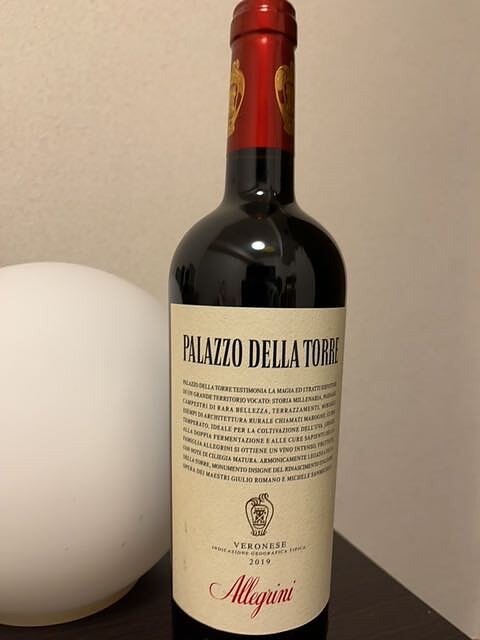 PALAZZO DELLA TORRE
PALAZZO DELLA TORRE TESTIMONIA LA MAGIA ED I TRATTI
DI UN GRANDE TERRITORIO VOCATO: STORIA MILLENARIA,
CAMPESTRI DI RARA BELLEZZA, TERRAZZAMENTI,
ESEMPI DI ARCHITETTURA RURALE CHIAMATI MAROGNE,
TEMPERATO, IDEALE PER LA COLTIVAZIONE DELL'UVA.
ALLA DOPPIA FERMENTAZIONE E ALLE CURE SAPIENTI
FAMIGLIA ALLEGRINI SI OTTIENE UN VINO INTENSO,
CON NOTE DI CILIEGIA MATURA, ARMONICAMENTE
DELLA TORRE, MONUMENTO INSIGNE DEL RINASCIMENTO
OPERA DEI MAESTRI GIULIO ROMANO E MICHELE
VERONESE
INDICAZIONE GEOGRAFICA TIPICA
2019
Allegrini